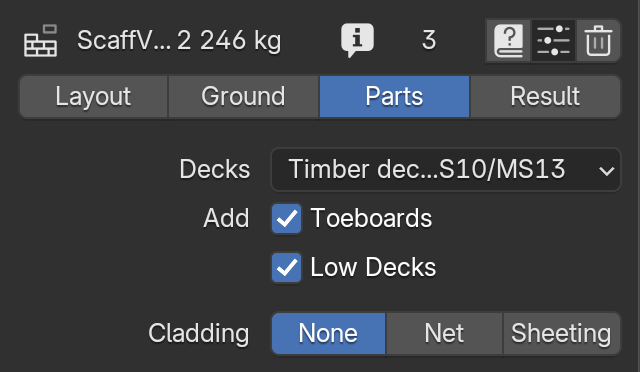 ScaffV... 2 246 kg 3
Layout Ground Parts Result
Decks Timber dec...S10/MS13
Add Toeboards
Low Decks
Cladding None Net Sheeting